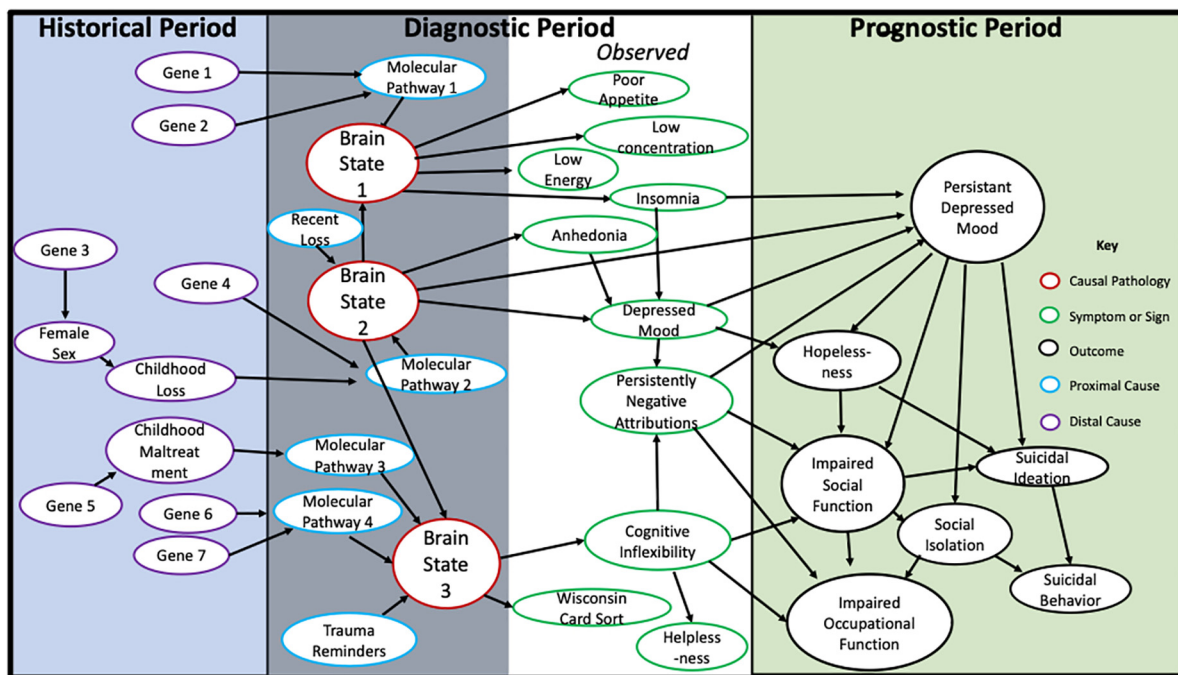 Historical Period
Diagnostic Period
Prognostic Period
Observed
Gene 1
Gene 2
Gene 3
Gene 4
Female
Sex
Childhood
Loss
Childhood
Maltreat
ment
Gene 5
Gene 6
Gene 7
Molecular
Pathway 1
Brain
State
1
Recent
Loss
Brain
State
2
Molecular
Pathway 2
Molecular
Pathway 3
Molecular
Pathway 4
Brain
State
3
Trauma
Reminders
Poor
Appetite
Low
concentration
Low
Energy
Insomnia
Anhedonia
Depressed
Mood
Persistently
Negative
Attributions
Cognitive
Inflexibility
Wisconsin
Card Sort
Helpless
-ness
Persistant
Depressed
Mood
Hopeless-
ness
Impaired
Social
Function
Suicidal
Ideation
Social
Isolation
Suicidal
Behavior
Impaired
Occupational
Function
Key
Causal Pathology
Symptom or Sign
Outcome
Proximal Cause
Distal Cause